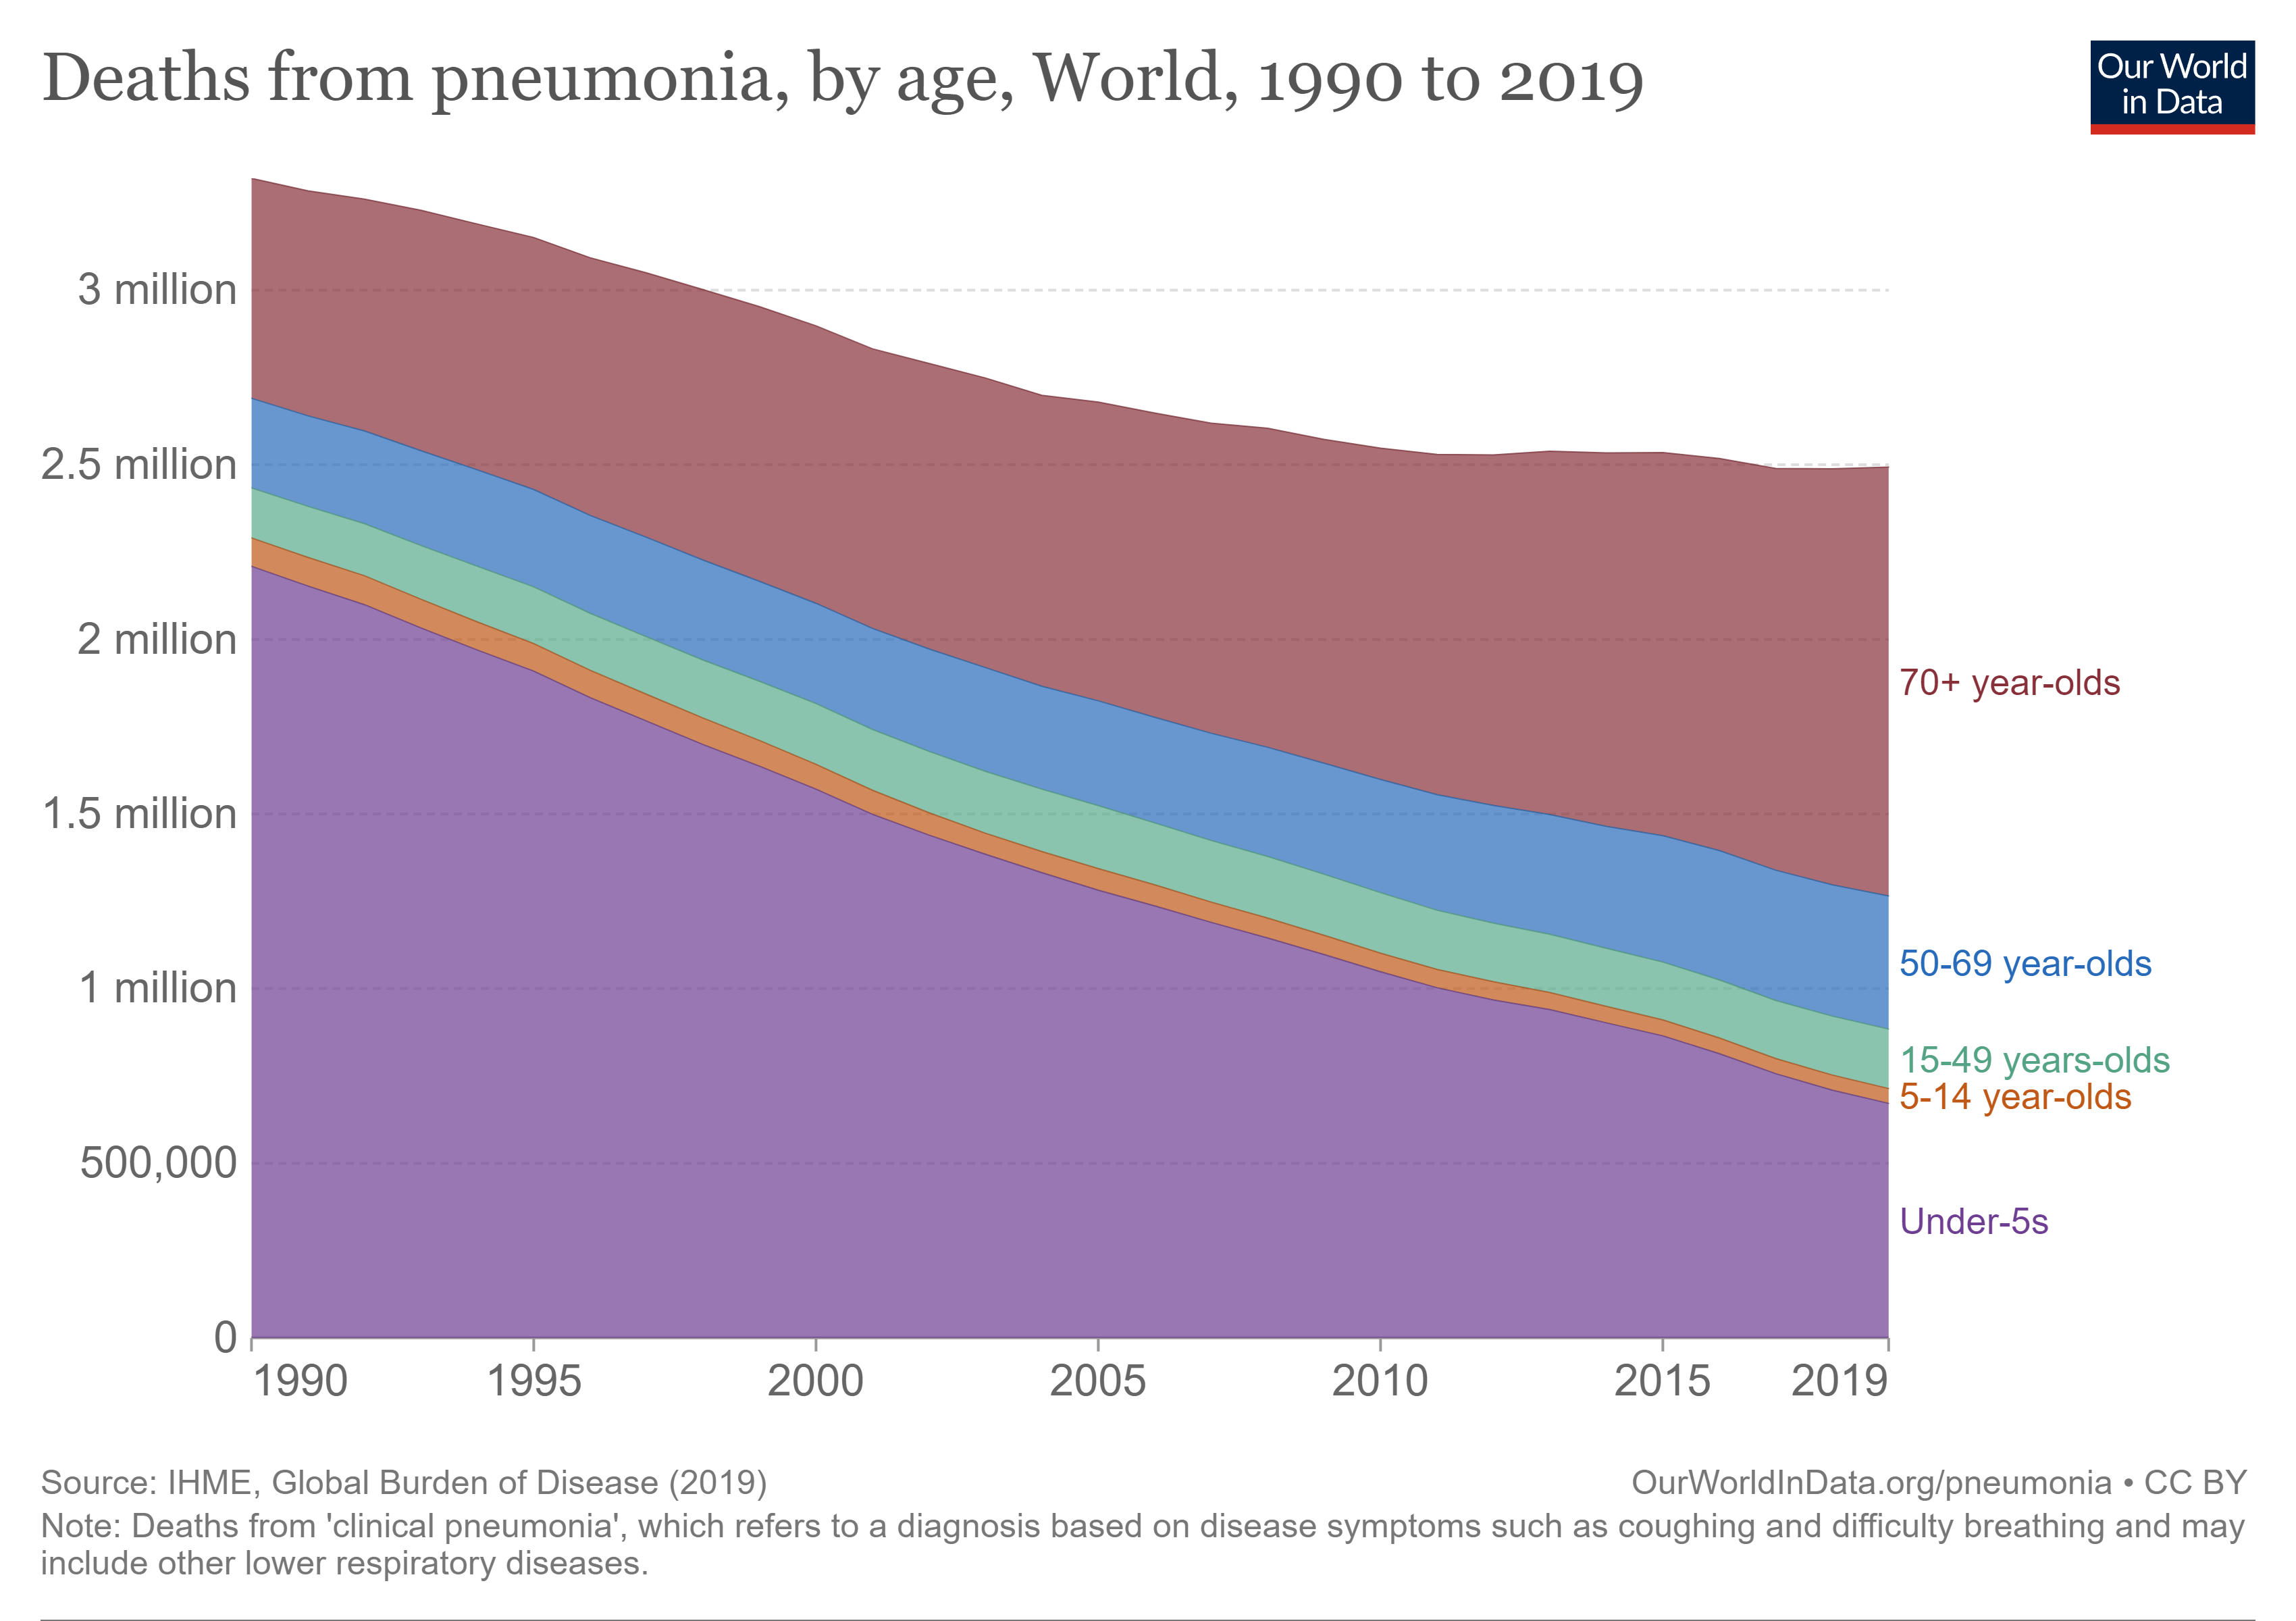 Deaths from pneumonia, by age, World, 1990 to 2019
Our World
in Data
3 million
2.5 million
2 million
1.5 million
1 million
500,000
0
70+ year-olds
50-69 year-olds
15-49 years-olds
5-14 year-olds
Under-5s
1990 1995 2000 2005 2010 2015 2019
Source: IHME, Global Burden of Disease (2019)
OurWorldInData.org/pneumonia • CC BY
Note: Deaths from 'clinical pneumonia', which refers to a diagnosis based on disease symptoms such as coughing and difficulty breathing and may
include other lower respiratory diseases.